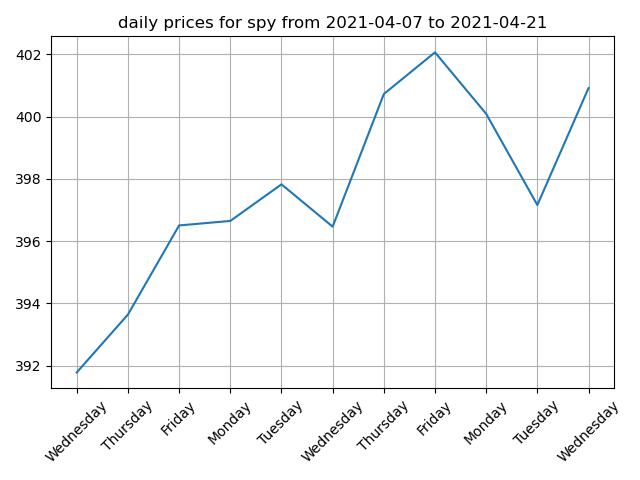 daily prices for spy from 2021-04-07 to 2021-04-21
402
400
398
396
394
392
Wednesday
Thursday
Friday
Monday
Tuesday
Wednesday
Thursday
Friday
Monday
Tuesday
Wednesday